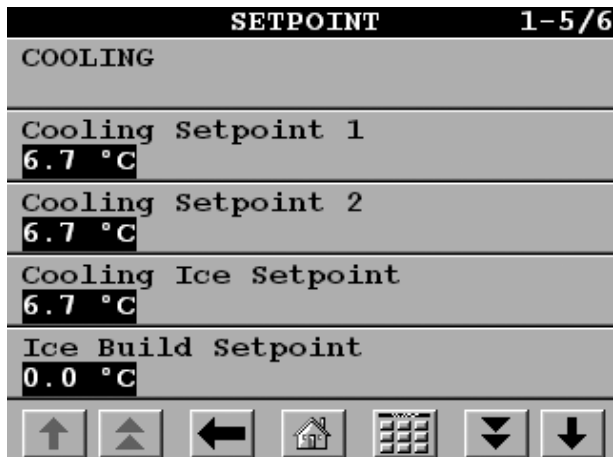 SETPOINT 1-5/6
COOLING
Cooling Setpoint 1
6.7 °C
Cooling Setpoint 2
6.7 °C
Cooling Ice Setpoint
6.7 °C
Ice Build Setpoint
0.0 °C